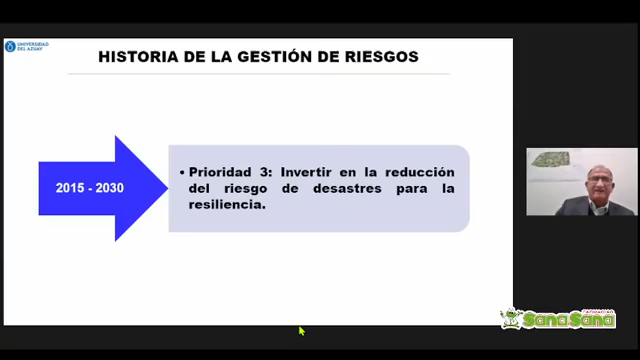 UNIVERSIDAD
DEL AZUAY
HISTORIA DE LA GESTIÓN DE RIESGOS
2015 - 2030
• Prioridad 3: Invertir en la reducción
del riesgo de desastres para la
resiliencia.
FARMACIAS
SanaSana